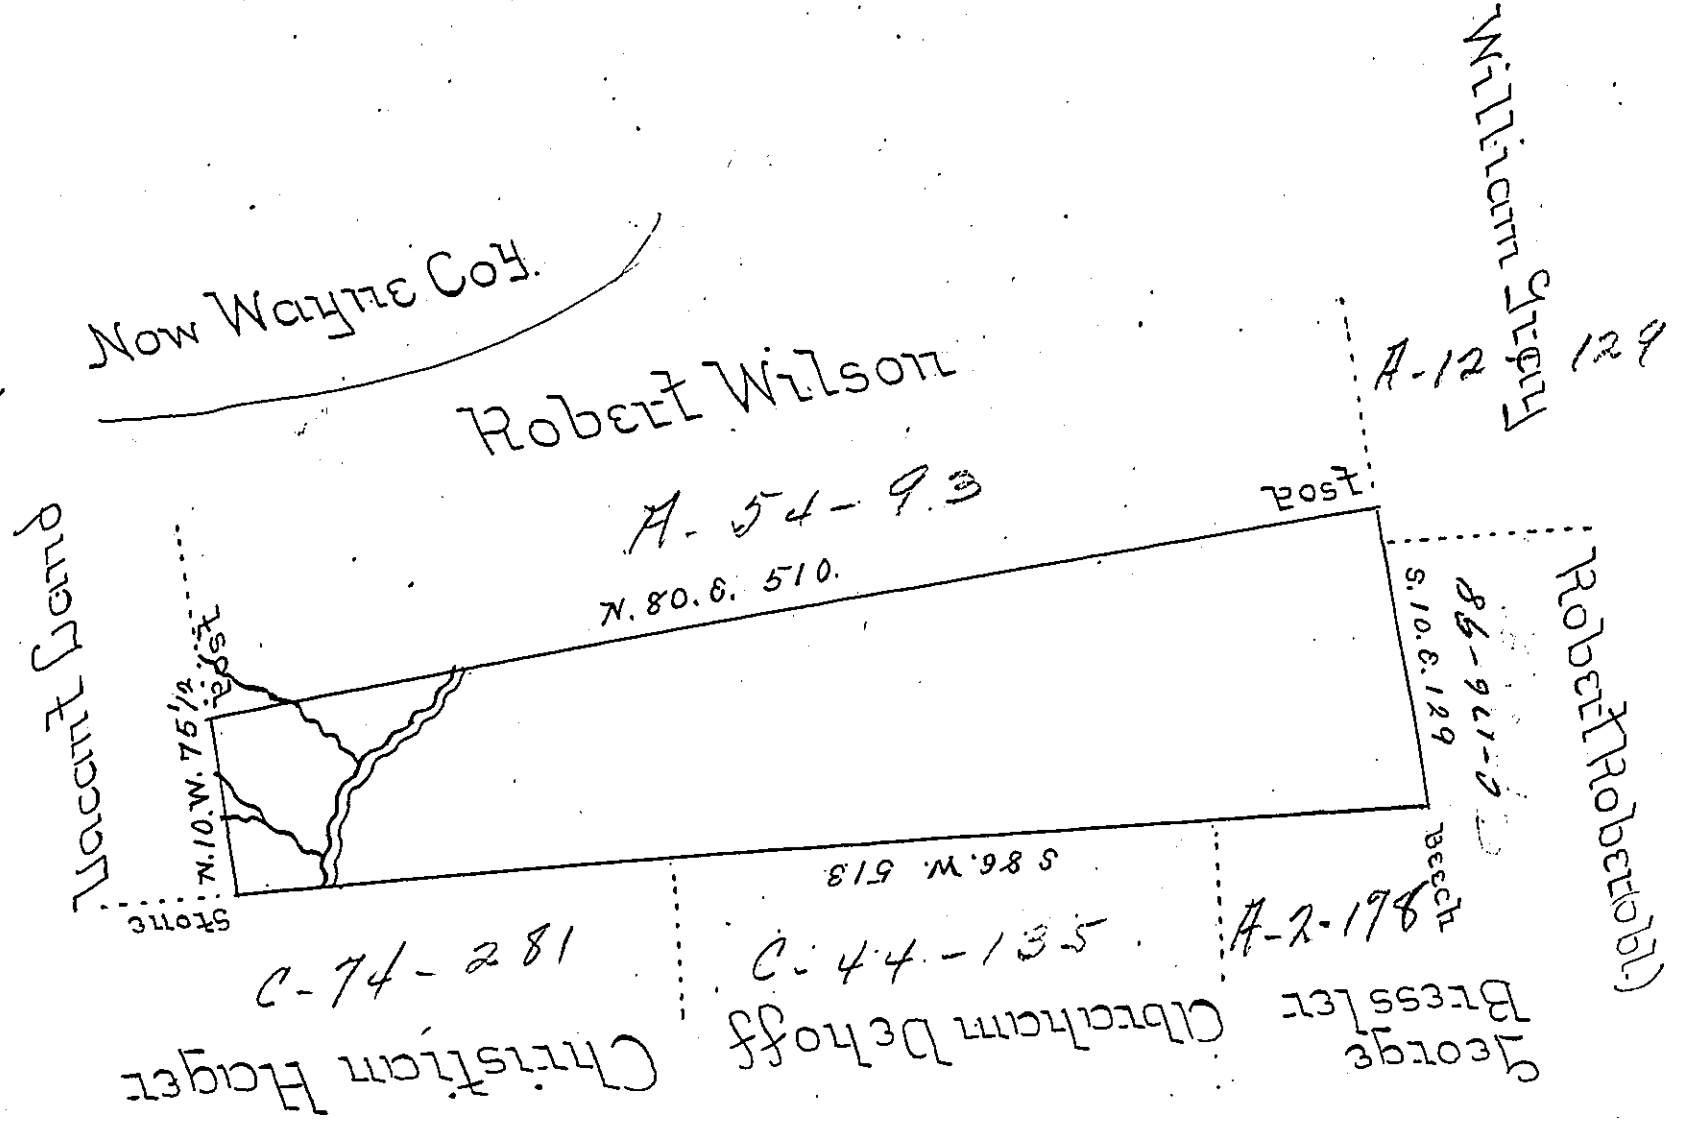 Now Wayne Coy.
William Gray
A-12 129
Robert Wilson
A-54-93
Vacant Land
Post
Post
N. 80. E. 510.
N. 10. W. 75 1/2
S. 10. E. 129
C-176-98
Robert Ralston
S 86. W. 513
Stone
Beech
C-74-281
C-44-135
A-2-198
Christian Hager
Abraham Dehoff
George
Bressler